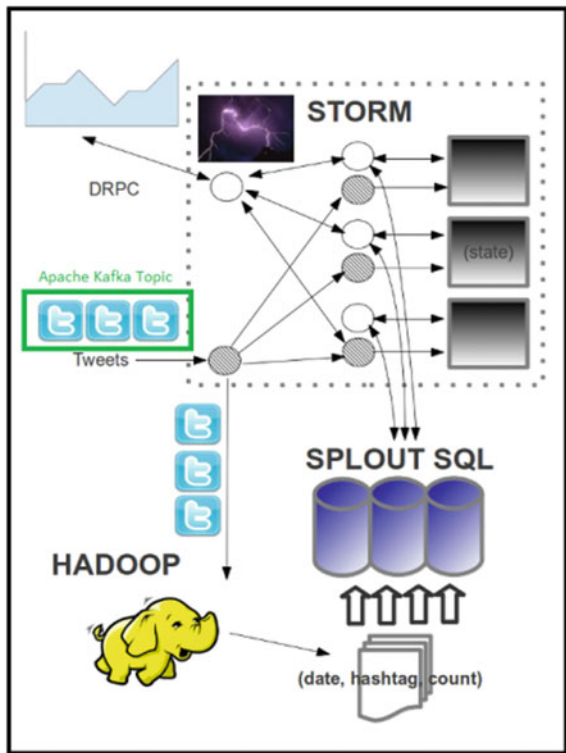 STORM
DRPC
Apache Kafka Topic
(state)
Tweets
SPLOUT SQL
HADOOP
(date, hashtag, count)